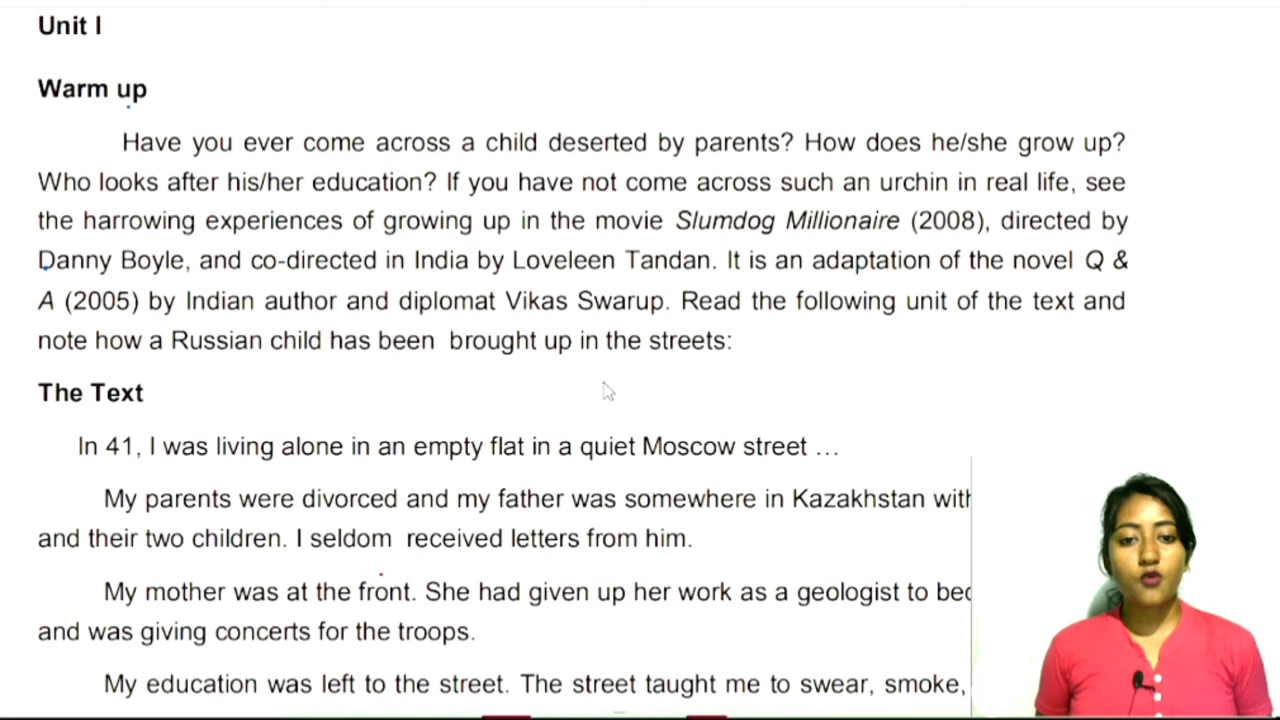 Unit I
Warm up
Have you ever come across a child deserted by parents? How does he/she grow up?
Who looks after his/her education? If you have not come across such an urchin in real life, see
the harrowing experiences of growing up in the movie Slumdog Millionaire (2008), directed by
Danny Boyle, and co-directed in India by Loveleen Tandan. It is an adaptation of the novel Q &
A (2005) by Indian author and diplomat Vikas Swarup. Read the following unit of the text and
note how a Russian child has been brought up in the streets:
The Text
In 41, I was living alone in an empty flat in a quiet Moscow street ...
My parents were divorced and my father was somewhere in Kazakhstan
and their two children. I seldom received letters from him.
My mother was at the front. She had given up her work as a geologist to
and was giving concerts for the troops.
My education was left to the street. The street taught me to swear, smoke,